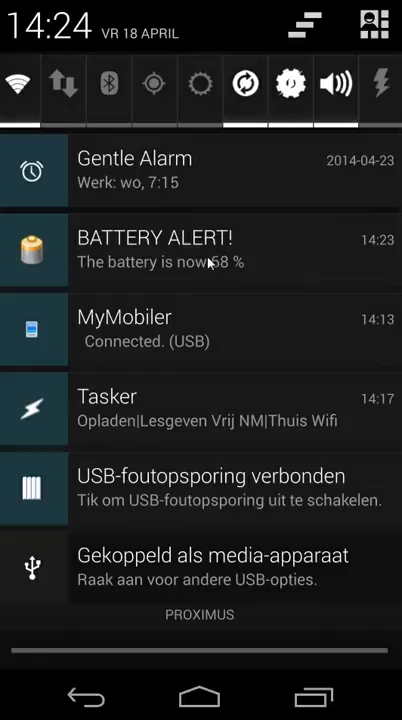 14:24 VR 18 APRIL
Gentle Alarm 2014-04-23
Werk: wo, 7:15
BATTERY ALERT! 14:23
The battery is now 68 %
MyMobiler 14:13
Connected. (USB)
Tasker 14:17
Opladen|Lesgeven Vrij NM|Thuis Wifi
USB-foutopsporing verbonden
Tik om USB-foutopsporing uit te schakelen.
Gekoppeld als media-apparaat
Raak aan voor andere USB-opties.
PROXIMUS